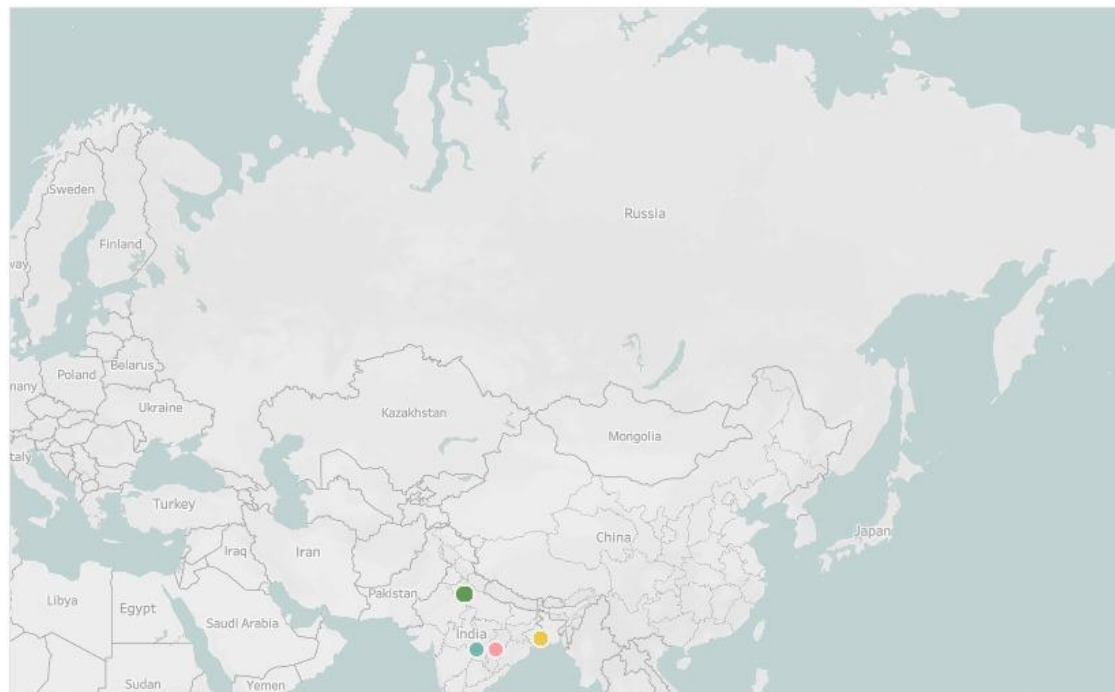 Sweden
Russia
Finland
way
Belarus
Poland
many
Ukraine
Kazakhstan
Mongolia
taly
Turkey
Japan
China
Iraq
Iran
Pakistan
Libya
Egypt
Saudi Arabia
India
Sudan
Yemen